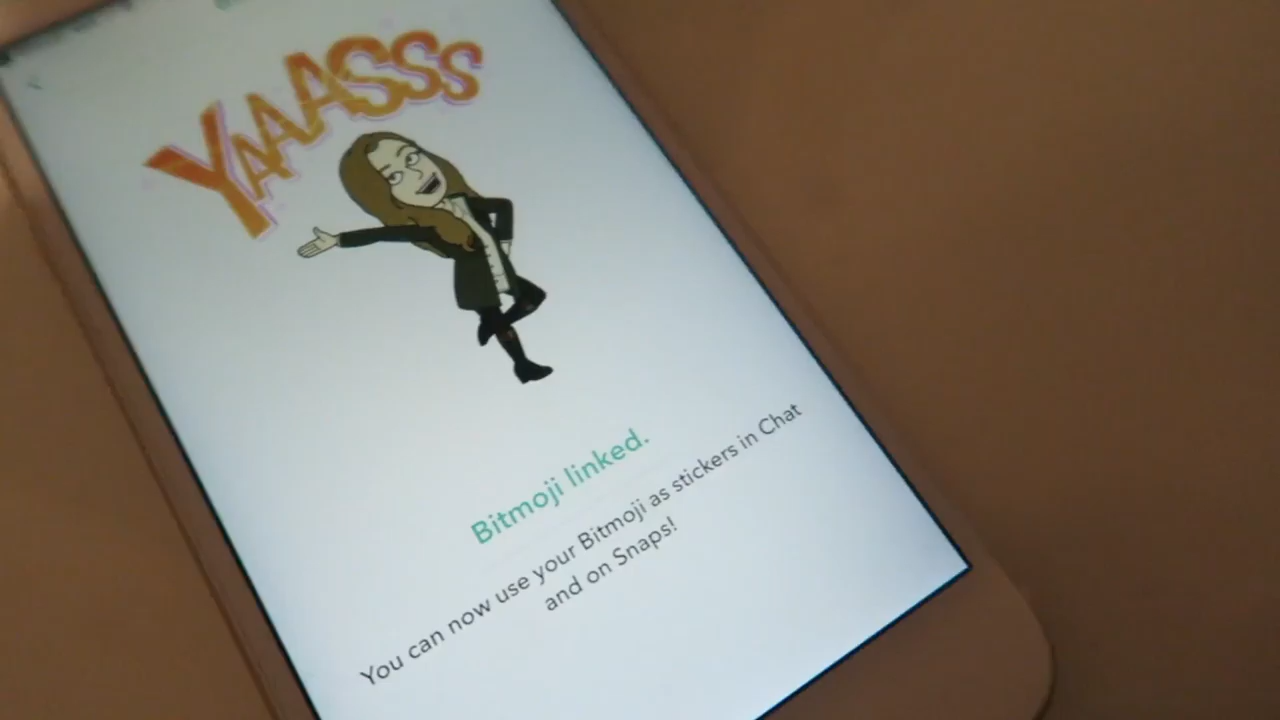 YAAASSS
Bitmoji linked.
You can now use your Bitmoji as stickers in Chat
and on Snaps!